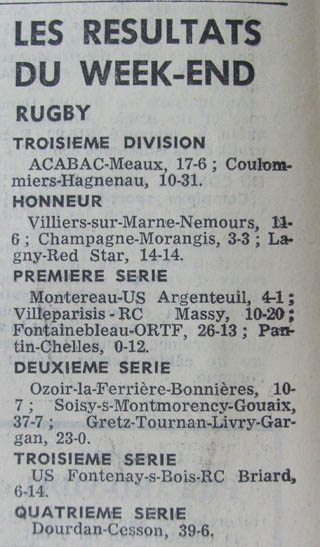 LES RESULTATS
DU WEEK-END
RUGBY
TROISIEME DIVISION
ACABAC-Meaux, 17-6 ; Coulom-
miers-Hagnenau, 10-31.
HONNEUR
Villiers-sur-Marne-Nemours, 11-
6 ; Champagne-Morangis, 3-3 ; La-
gny-Red Star, 14-14.
PREMIERE SERIE
Montereau-US Argenteuil, 4-1 ;
Villeparisis - RC Massy, 10-20 ;
Fontainebleau-ORTF, 26-13 ; Pan-
tin-Chelles, 0-12.
DEUXIEME SERIE
Ozoir-la-Ferrière-Bonnières, 10-
7 ; Soisy-s-Montmorency-Gouaix,
37-7 ; Gretz-Tournan-Livry-Gar-
gan, 23-0.
TROISIEME SERIE
US Fontenay-s-Bois-RC Briard,
6-14.
QUATRIEME SERIE
Dourdan-Cesson, 39-6.